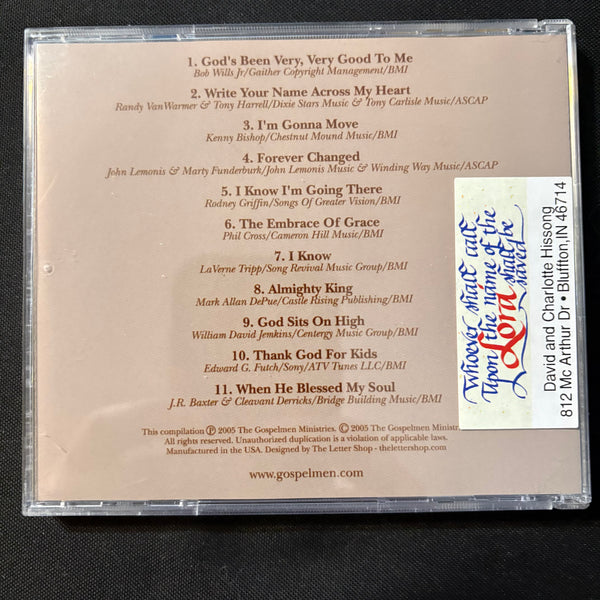 1. God's Been Very, Very Good To Me
Bob Wills Jr/Gaither Copyright Management/BMI
2. Write Your Name Across My Heart
Randy VanWarmer & Tony Harrell/Dixie Stars Music & Tony Carlisle Music/ASCAP
3. I'm Gonna Move
Kenny Bishop/Chestnut Mound Music/BMI
4. Forever Changed
John Lemonis & Marty Funderburk/John Lemonis Music & Winding Way Music/ASCAP
5. I Know I'm Going There
Rodney Griffin/Songs Of Greater Vision/BMI
6. The Embrace Of Grace
Phil Cross/Cameron Hill Music/BMI
7. I Know
LaVerne Tripp/Song Revival Music Group/BMI
8. Almighty King
Mark Allan DePue/Castle Rising Publishing/BMI
9. God Sits On High
William David Jemkins/Centergy Music Group/BMI
10. Thank God For Kids
Edward G. Futch/Sony/ATV Tunes LLC/BMI
11. When He Blessed My Soul
J.R. Baxter & Cleavant Derricks/Bridge Building Music/BMI
This compilation ℗ 2005 The Gospelmen Ministries. © 2005 The Gospelmen Ministri
All rights reserved. Unauthorized duplication is a violation of applicable laws.
Manufactured in the USA. Designed by The Letter Shop - thelettershop.com
www.gospelmen.com
Whoever shall call
Upon the name of the
Lord shall be
saved
David and Charlotte Hissong
812 Mc Arthur Dr • Bluffton,IN 46714